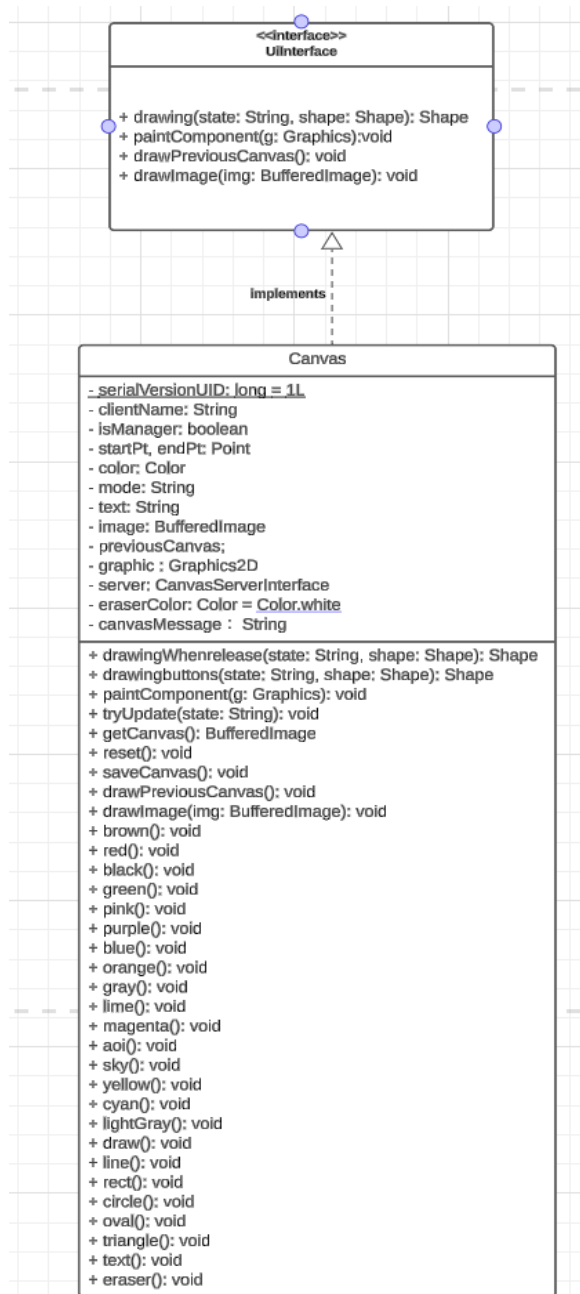 <<interface>>
UiInterface
+ drawing(state: String, shape: Shape): Shape
+ paintComponent(g: Graphics):void
+ drawPreviousCanvas(): void
+ drawImage(img: BufferedImage): void
implements
Canvas
- serialVersionUID: long = 1L
- clientName: String
- isManager: boolean
- startPt, endPt: Point
- color: Color
- mode: String
- text: String
- image: BufferedImage
- previousCanvas;
- graphic : Graphics2D
- server: CanvasServerInterface
- eraserColor: Color = Color.white
- canvasMessage： String
+ drawingWhenrelease(state: String, shape: Shape): Shape
+ drawingbuttons(state: String, shape: Shape): Shape
+ paintComponent(g: Graphics): void
+ tryUpdate(state: String): void
+ getCanvas(): BufferedImage
+ reset(): void
+ saveCanvas(): void
+ drawPreviousCanvas(): void
+ drawImage(img: BufferedImage): void
+ brown(): void
+ red(): void
+ black(): void
+ green(): void
+ pink(): void
+ purple(): void
+ blue(): void
+ orange(): void
+ gray(): void
+ lime(): void
+ magenta(): void
+ aoi(): void
+ sky(): void
+ yellow(): void
+ cyan(): void
+ lightGray(): void
+ draw(): void
+ line(): void
+ rect(): void
+ circle(): void
+ oval(): void
+ triangle(): void
+ text(): void
+ eraser(): void